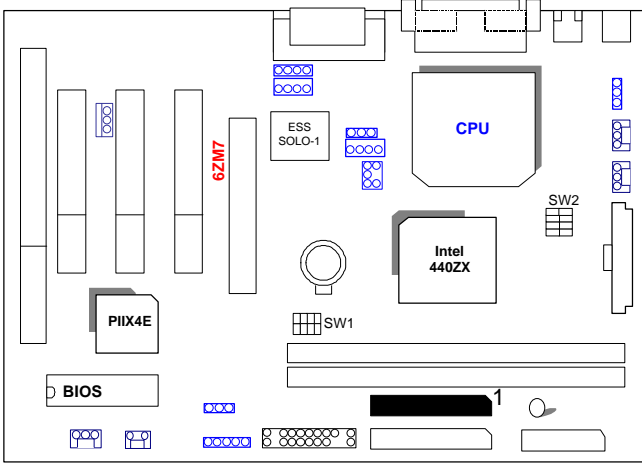 ESS
SOLO-1
CPU
6ZM7
SW2
Intel
440ZX
PIIX4E
SW1
BIOS
1